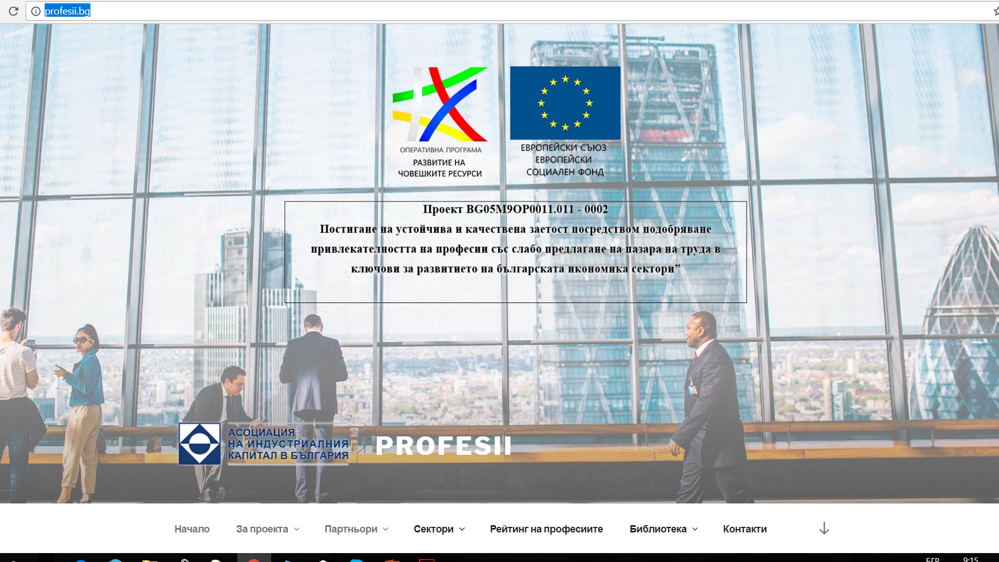 profesii.bg
ОПЕРАТИВНА ПРОГРАМА
РАЗВИТИЕ НА
ЧОВЕШКИТЕ РЕСУРСИ
ЕВРОПЕЙСКИ СЪЮЗ
ЕВРОПЕЙСКИ
СОЦИАЛЕН ФОНД
Проект BG05M9OP0011.011 - 0002
Постигане на устойчива и качествена заетост посредством подобряване
привлекателността на професии със слабо предлагане на пазара на труда в
ключови за развитието на българската икономика сектори”
АСОЦИАЦИЯ
НА ИНДУСТРИАЛНИЯ
КАПИТАЛ В БЪЛГАРИЯ
PROFESII
Начало За проекта Партньори Сектори Рейтинг на професиите Библиотека Контакти
БГР 9:15